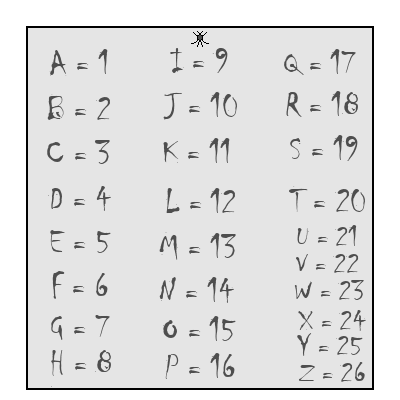 A = 1
B = 2
C = 3
D = 4
E = 5
F = 6
G = 7
H = 8
I = 9
J = 10
K = 11
L = 12
M = 13
N = 14
O = 15
P = 16
Q = 17
R = 18
S = 19
T = 20
U = 21
V = 22
W = 23
X = 24
Y = 25
Z = 26